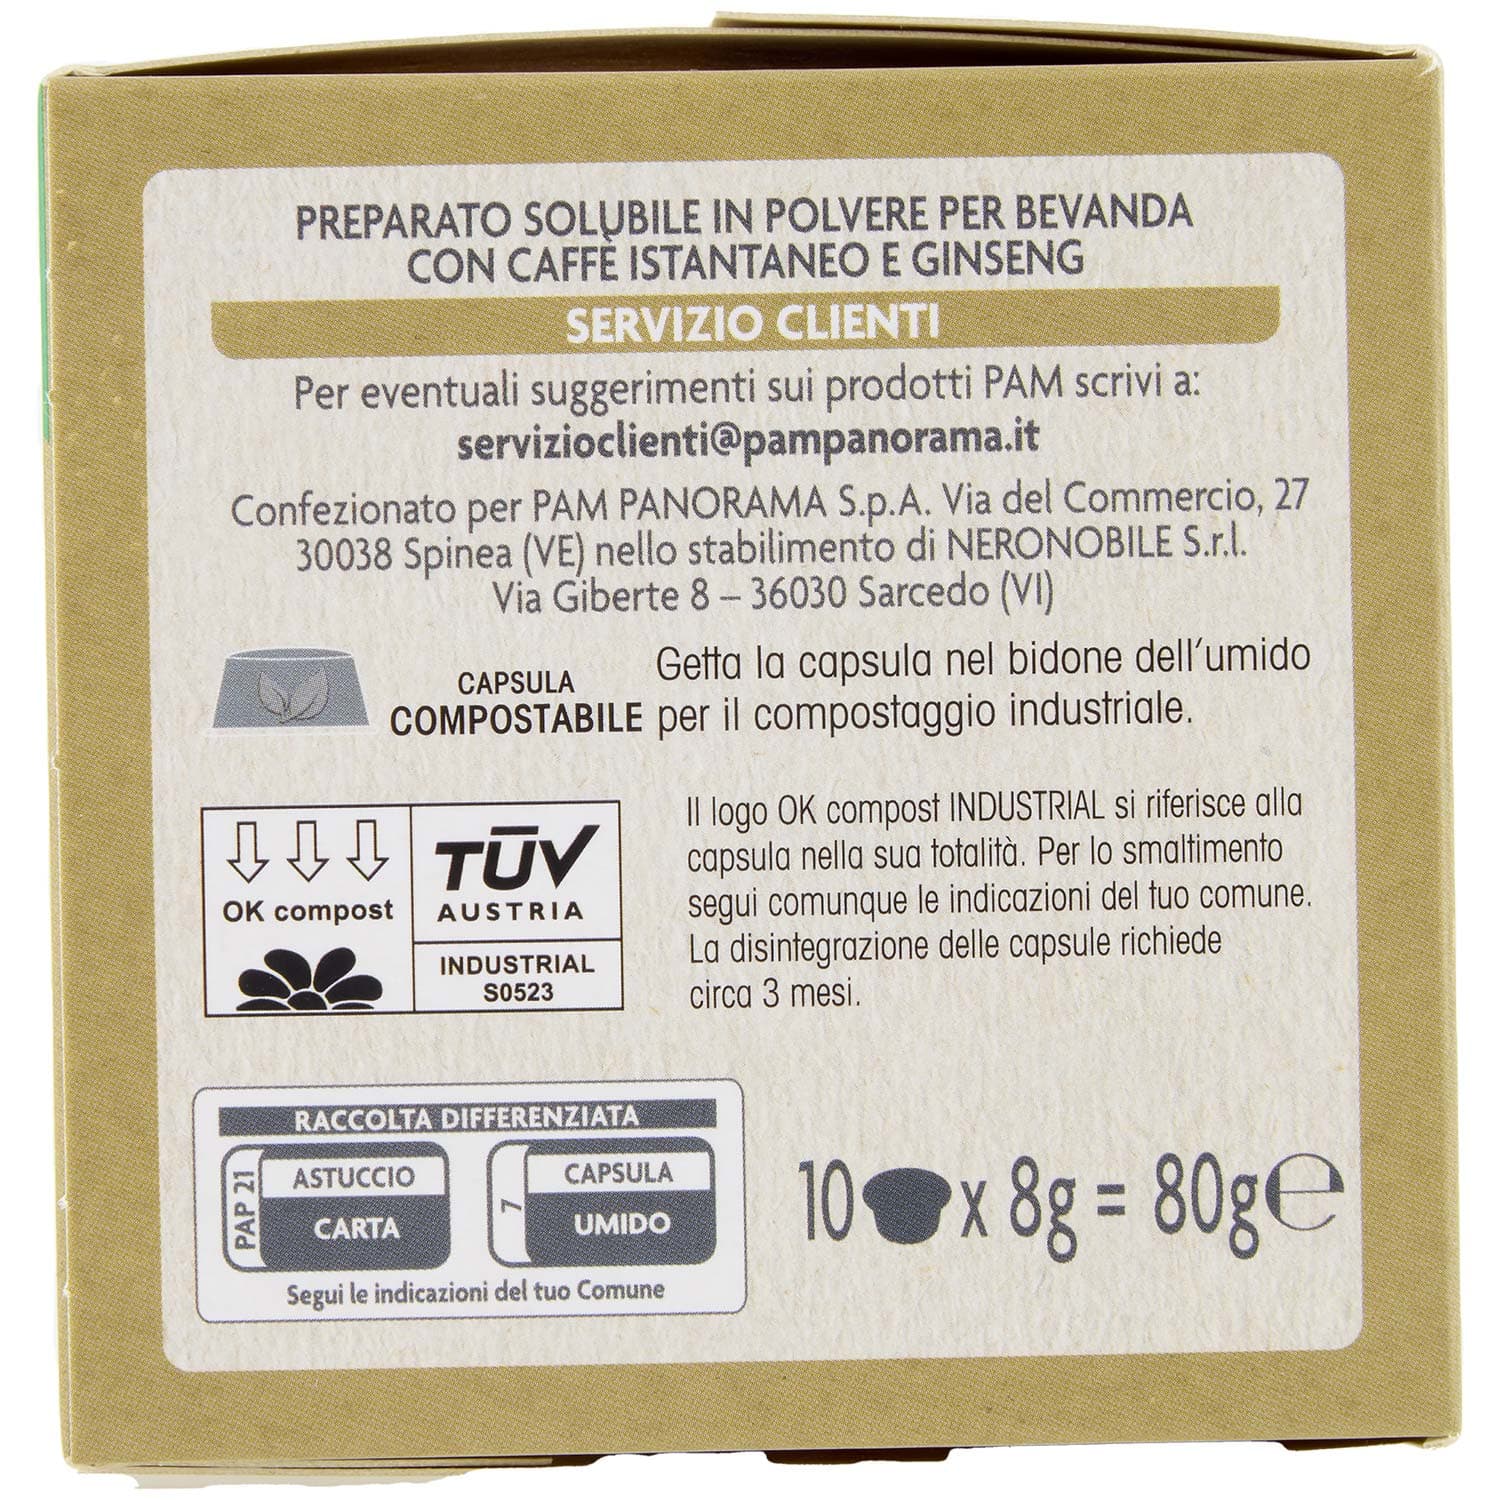 PREPARATO SOLUBILE IN POLVERE PER BEVANDA
CON CAFFÈ ISTANTANEO E GINSENG
SERVIZIO CLIENTI
Per eventuali suggerimenti sui prodotti PAM scrivi a:
servizioclienti@pampanorama.it
Confezionato per PAM PANORAMA S.p.A. Via del Commercio, 27
30038 Spinea (VE) nello stabilimento di NERONOBILE S.r.l.
Via Giberte 8 – 36030 Sarcedo (VI)
CAPSULA
COMPOSTABILE
Getta la capsula nel bidone dell'umido
per il compostaggio industriale.
OK compost
TÜV
AUSTRIA
INDUSTRIAL
S0523
Il logo OK compost INDUSTRIAL si riferisce alla
capsula nella sua totalità. Per lo smaltimento
segui comunque le indicazioni del tuo comune.
La disintegrazione delle capsule richiede
circa 3 mesi.
RACCOLTA DIFFERENZIATA
PAP 21
ASTUCCIO
CARTA
7
CAPSULA
UMIDO
Segui le indicazioni del tuo Comune
10 x 8g = 80g ℮